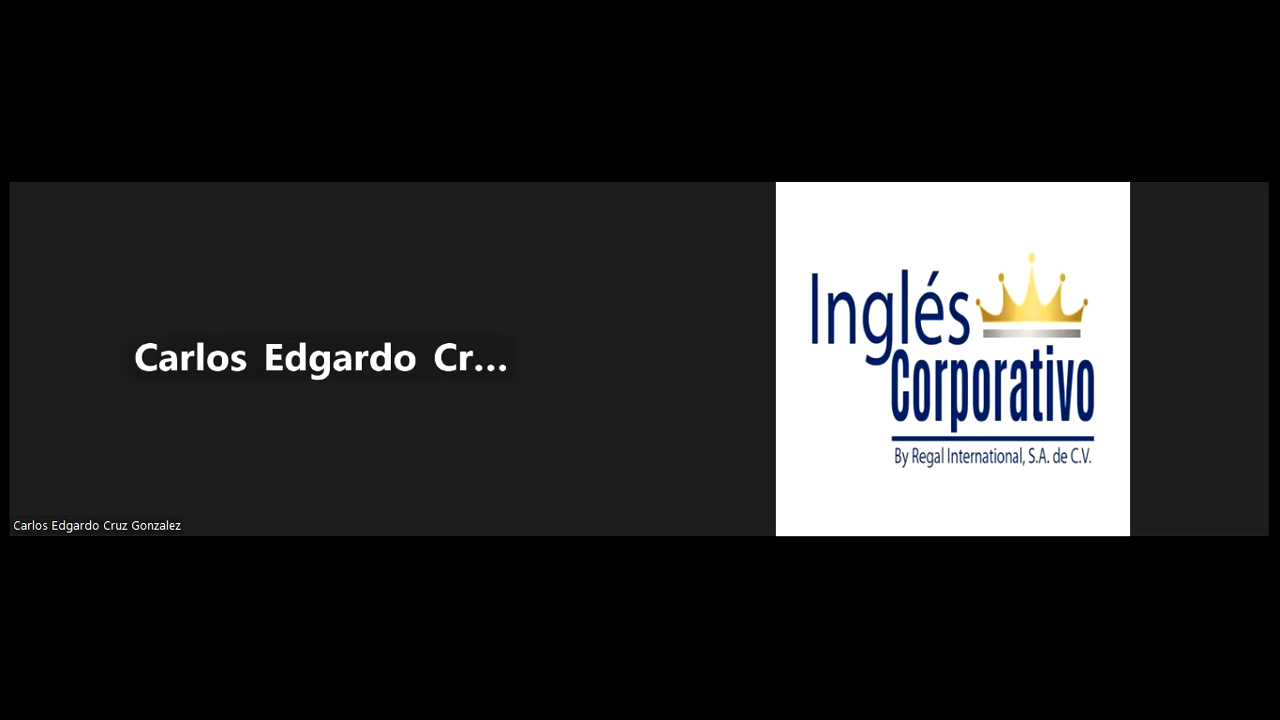 Carlos Edgardo Cr...
Carlos Edgardo Cruz Gonzalez
Inglés
Corporativo
By Regal International, S.A. de C.V.